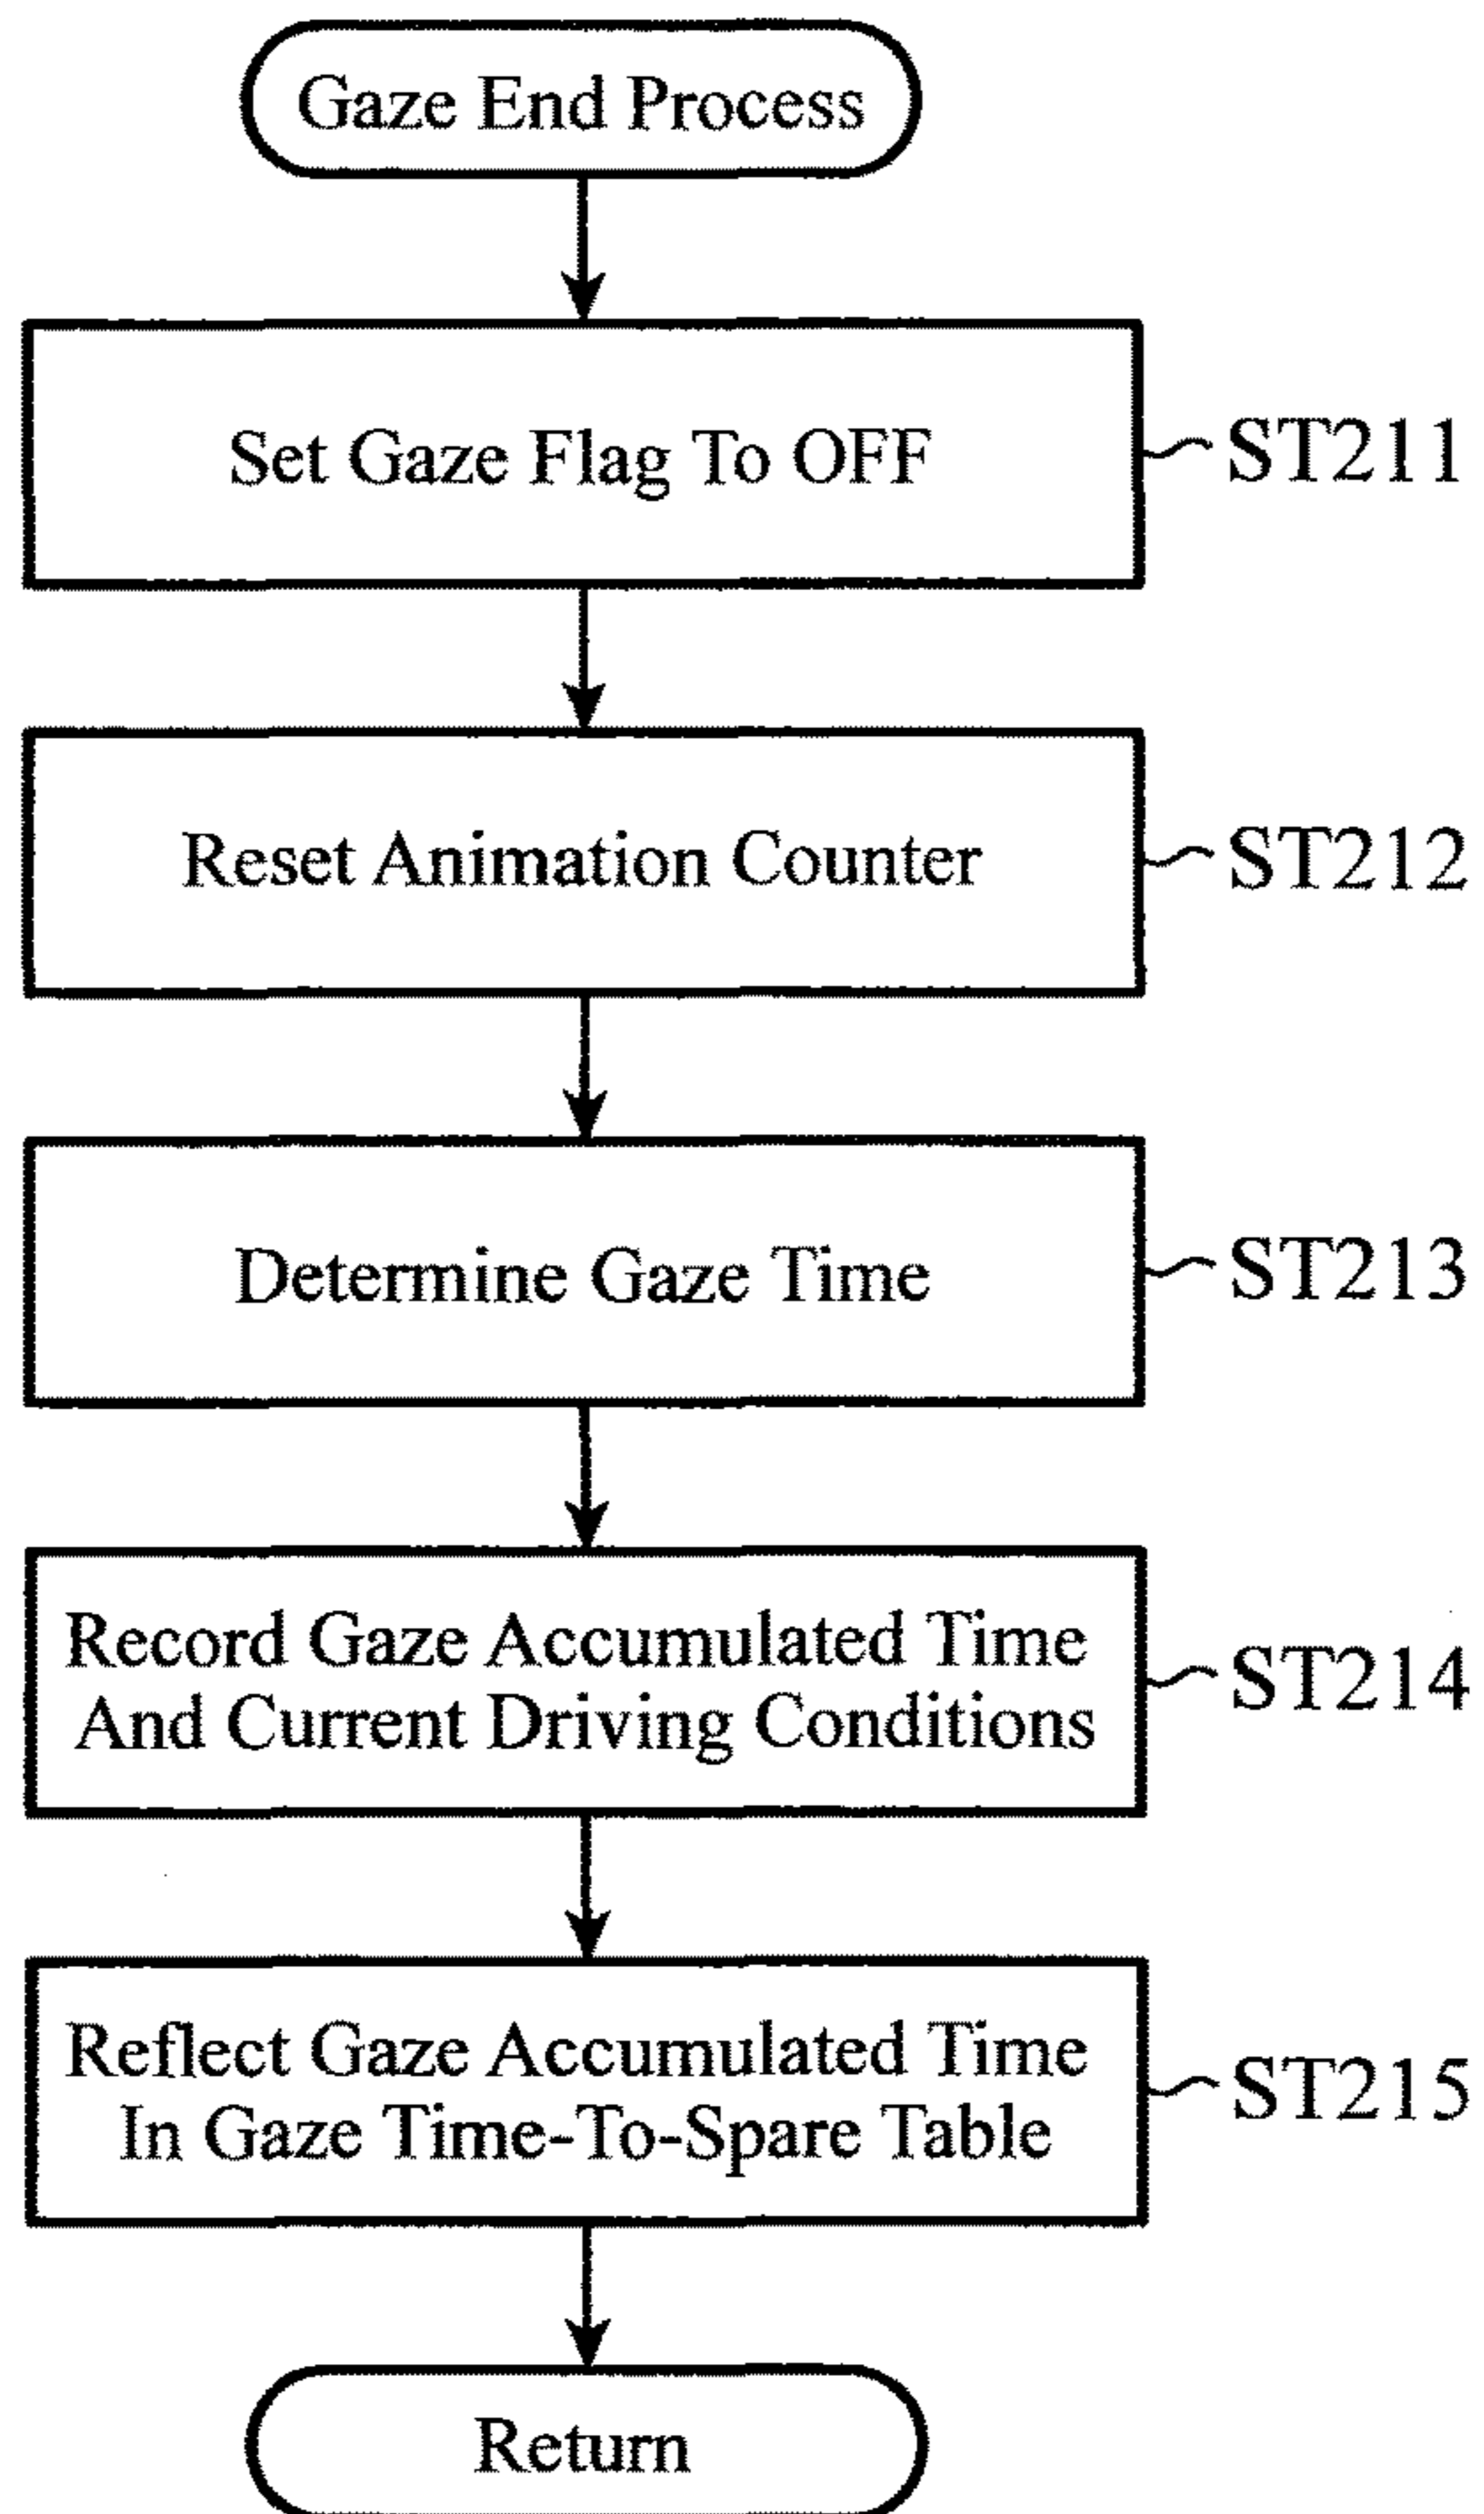 Gaze End Process
Set Gaze Flag To OFF
ST211
Reset Animation Counter
ST212
Determine Gaze Time
ST213
Record Gaze Accumulated Time
And Current Driving Conditions
ST214
Reflect Gaze Accumulated Time
In Gaze Time-To-Spare Table
ST215
Return